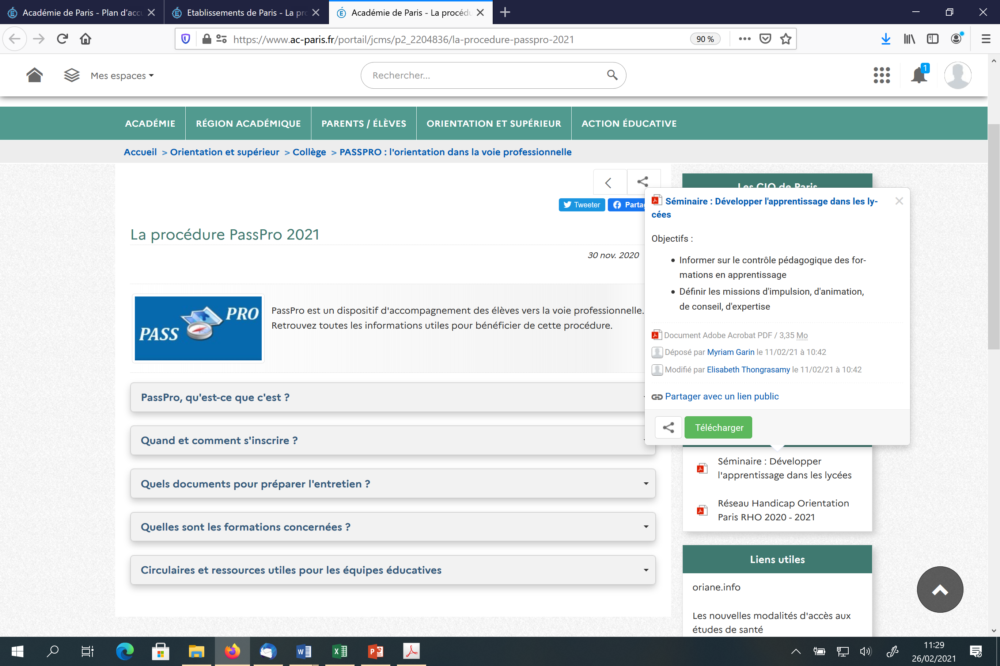 Académie de Paris - Plan d'accu
Etablissements de Paris - La pro
Académie de Paris - La procédu
https://www.ac-paris.fr/portail/jcms/p2_2204836/la-procedure-passpro-2021
90 %
Mes espaces
Rechercher...
1
ACADÉMIE
RÉGION ACADÉMIQUE
PARENTS / ÉLÈVES
ORIENTATION ET SUPÉRIEUR
ACTION ÉDUCATIVE
Accueil > Orientation et supérieur > Collège > PASSPRO : l'orientation dans la voie professionnelle
Les CIO de Paris
Tweeter
Partag
La procédure PassPro 2021
30 nov. 2020
PASS PRO
PassPro est un dispositif d'accompagnement des élèves vers la voie professionnelle.
Retrouvez toutes les informations utiles pour bénéficier de cette procédure.
PassPro, qu'est-ce que c'est ?
Quand et comment s'inscrire ?
Quels documents pour préparer l'entretien ?
Quelles sont les formations concernées ?
Circulaires et ressources utiles pour les équipes éducatives
Séminaire : Développer l'apprentissage dans les ly-
cées
Objectifs :
• Informer sur le contrôle pédagogique des for-
mations en apprentissage
• Définir les missions d'impulsion, d'animation,
de conseil, d'expertise
Document Adobe Acrobat PDF / 3,35 Mo
Déposé par Myriam Garin le 11/02/21 à 10:42
Modifié par Elisabeth Thongrasamy le 11/02/21 à 10:42
Partager avec un lien public
Télécharger
Séminaire : Développer
l'apprentissage dans les lycées
Réseau Handicap Orientation
Paris RHO 2020 - 2021
Liens utiles
oriane.info
Les nouvelles modalités d'accès aux
études de santé
11:29
26/02/2021